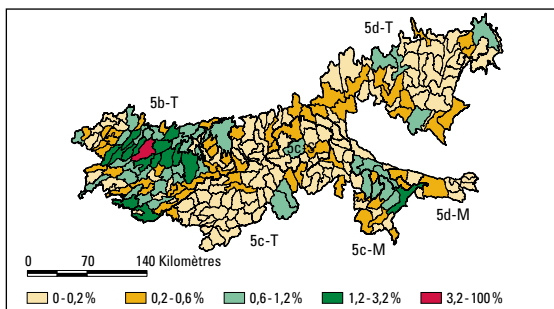 5d-T
5b-T
5c
5d-M
5c-T
5c-M
0 70 140 Kilomètres
0-0,2% 0,2-0,6% 0,6-1,2% 1,2-3,2% 3,2-100%